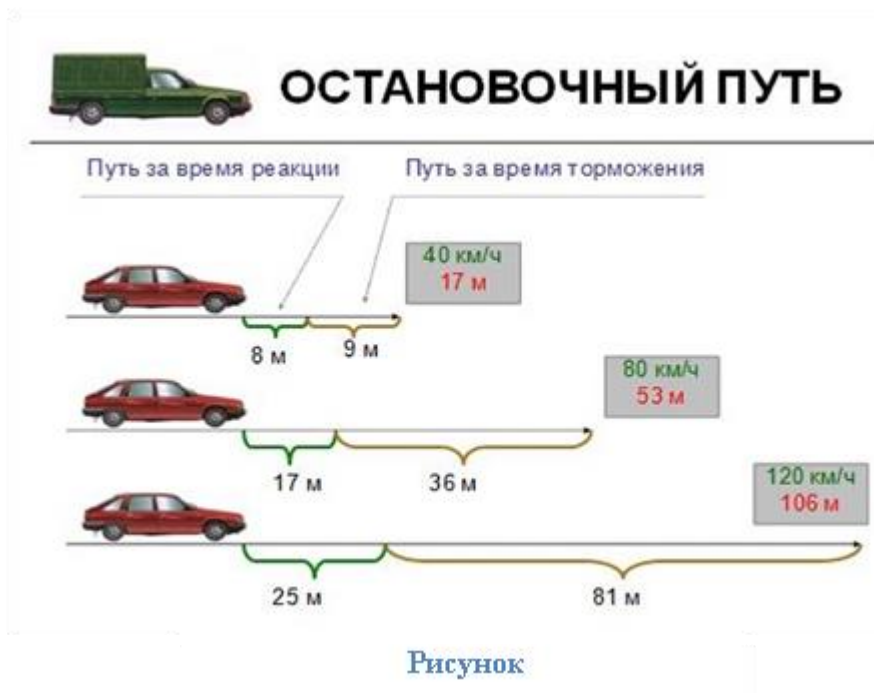 ОСТАНОВОЧНЫЙ ПУТЬ
Путь за время реакции
Путь за время торможения
40 км/ч
17 м
8 м
9 м
80 км/ч
53 м
17 м
36 м
120 км/ч
106 м
25 м
81 м
Рисунок